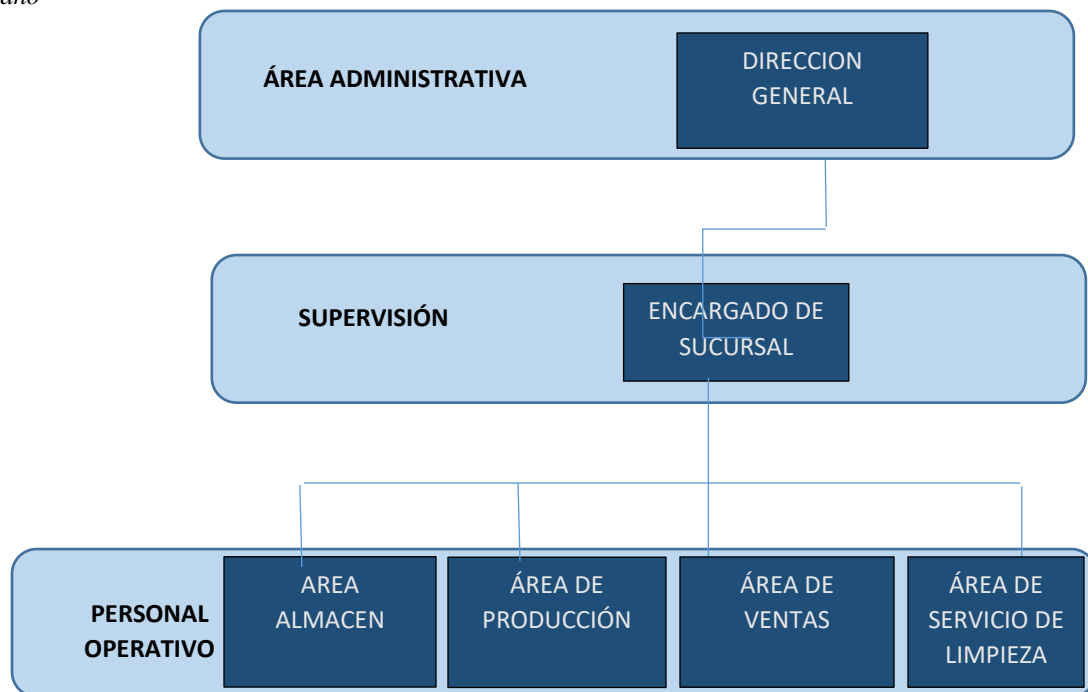 ÁREA ADMINISTRATIVA
DIRECCION
GENERAL
SUPERVISIÓN
ENCARGADO DE
SUCURSAL
PERSONAL
OPERATIVO
AREA
ALMACEN
ÁREA DE
PRODUCCIÓN
ÁREA DE
VENTAS
ÁREA DE
SERVICIO DE
LIMPIEZA